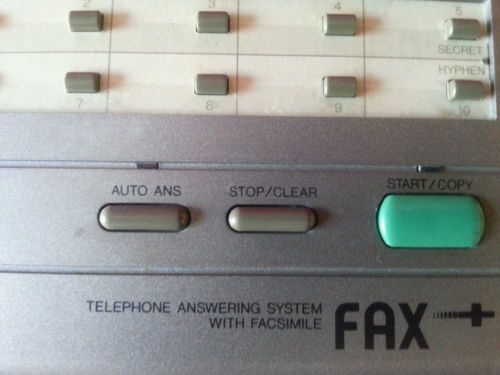 2 3 4 5
SECRET
HYPHEN
7 8 9 10
AUTO ANS STOP/CLEAR START/COPY
TELEPHONE ANSWERING SYSTEM
WITH FACSIMILE
FAX+